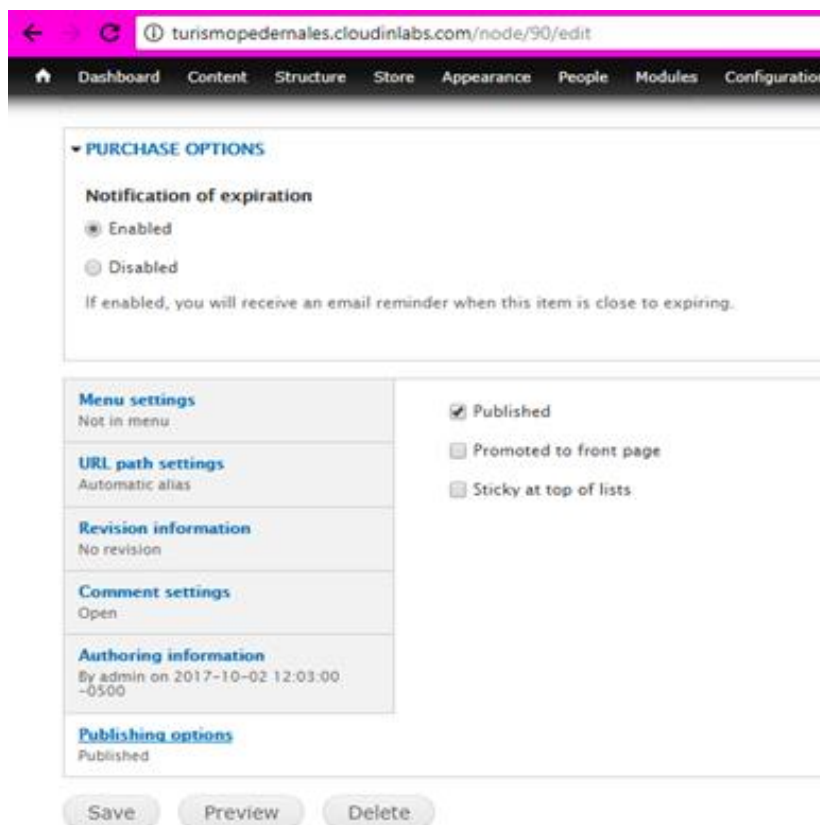 turismopedernales.cloudinlabs.com/node/90/edit
Dashboard Content Structure Store Appearance People Modules Configuration
PURCHASE OPTIONS
Notification of expiration
Enabled
Disabled
If enabled, you will receive an email reminder when this item is close to expiring.
Menu settings
Not in menu
URL path settings
Automatic alias
Revision information
No revision
Comment settings
Open
Authoring information
By admin on 2017-10-02 12:03:00
-0500
Publishing options
Published
Published
Promoted to front page
Sticky at top of lists
Save Preview Delete